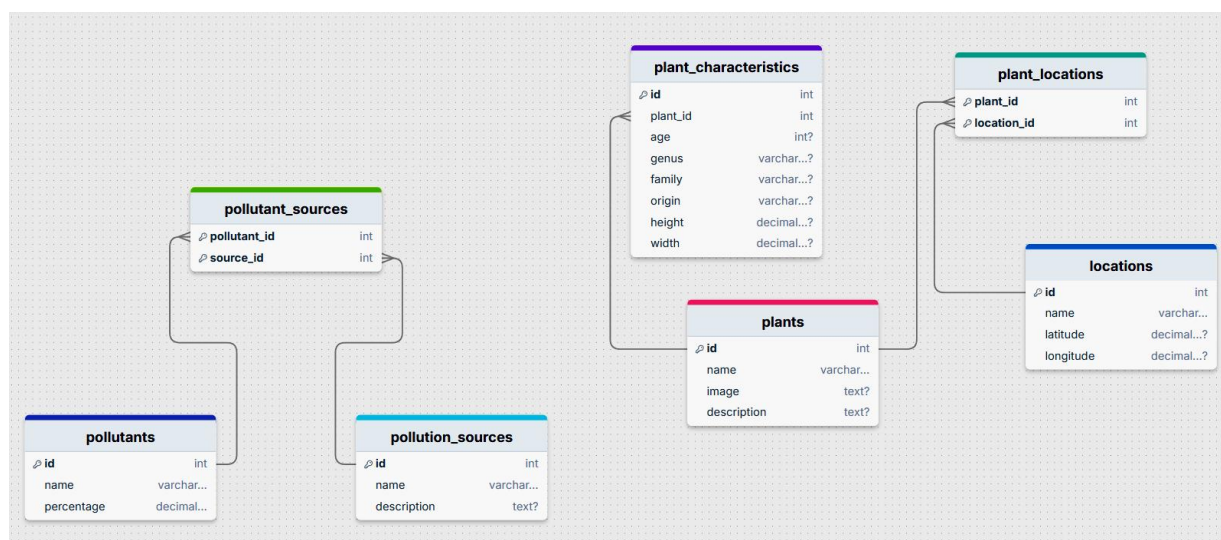 plant_characteristics
id int
plant_id int
age int?
genus varchar...?
family varchar...?
origin varchar...?
height decimal...?
width decimal...?
plant_locations
plant_id int
location_id int
pollutant_sources
pollutant_id int
source_id int
locations
id int
name varchar...
latitude decimal...?
longitude decimal...?
plants
id int
name varchar...
image text?
description text?
pollutants
id int
name varchar...
percentage decimal...
pollution_sources
id int
name varchar...
description text?